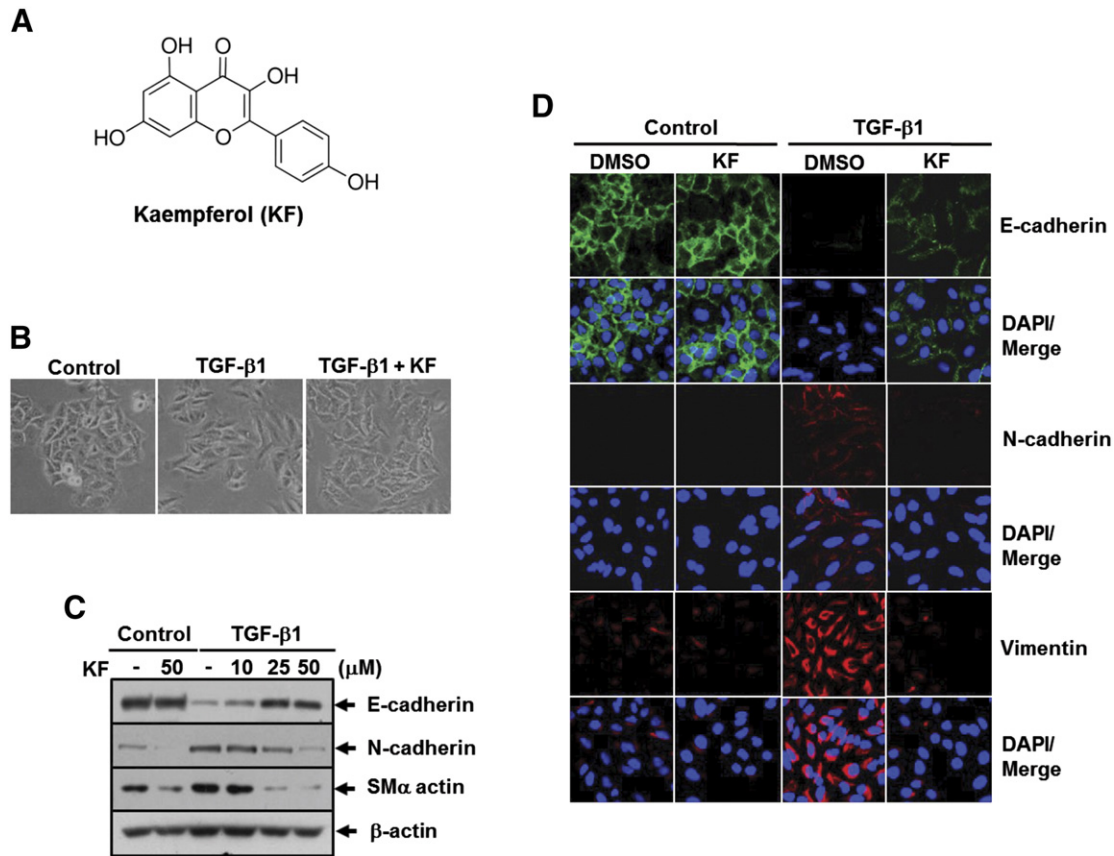 A
OH
O
OH
HO
O
OH
Kaempferol (KF)
B
Control TGF-β1 TGF-β1 + KF
C
Control TGF-β1
KF - 50 - 10 25 50 (μM)
E-cadherin
N-cadherin
SMα actin
β-actin
D
Control TGF-β1
DMSO KF DMSO KF
E-cadherin
DAPI/
Merge
N-cadherin
DAPI/
Merge
Vimentin
DAPI/
Merge